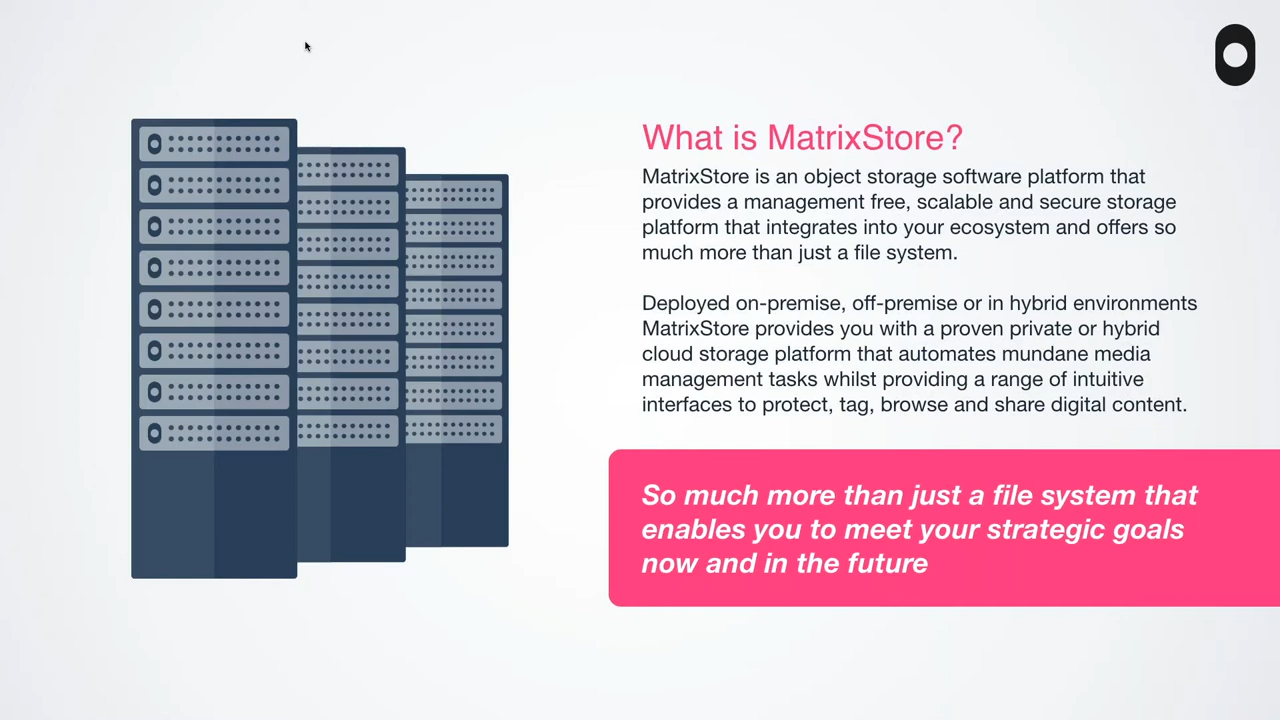 What is MatrixStore?
MatrixStore is an object storage software platform that
provides a management free, scalable and secure storage
platform that integrates into your ecosystem and offers so
much more than just a file system.
Deployed on-premise, off-premise or in hybrid environments
MatrixStore provides you with a proven private or hybrid
cloud storage platform that automates mundane media
management tasks whilst providing a range of intuitive
interfaces to protect, tag, browse and share digital content.
So much more than just a file system that
enables you to meet your strategic goals
now and in the future